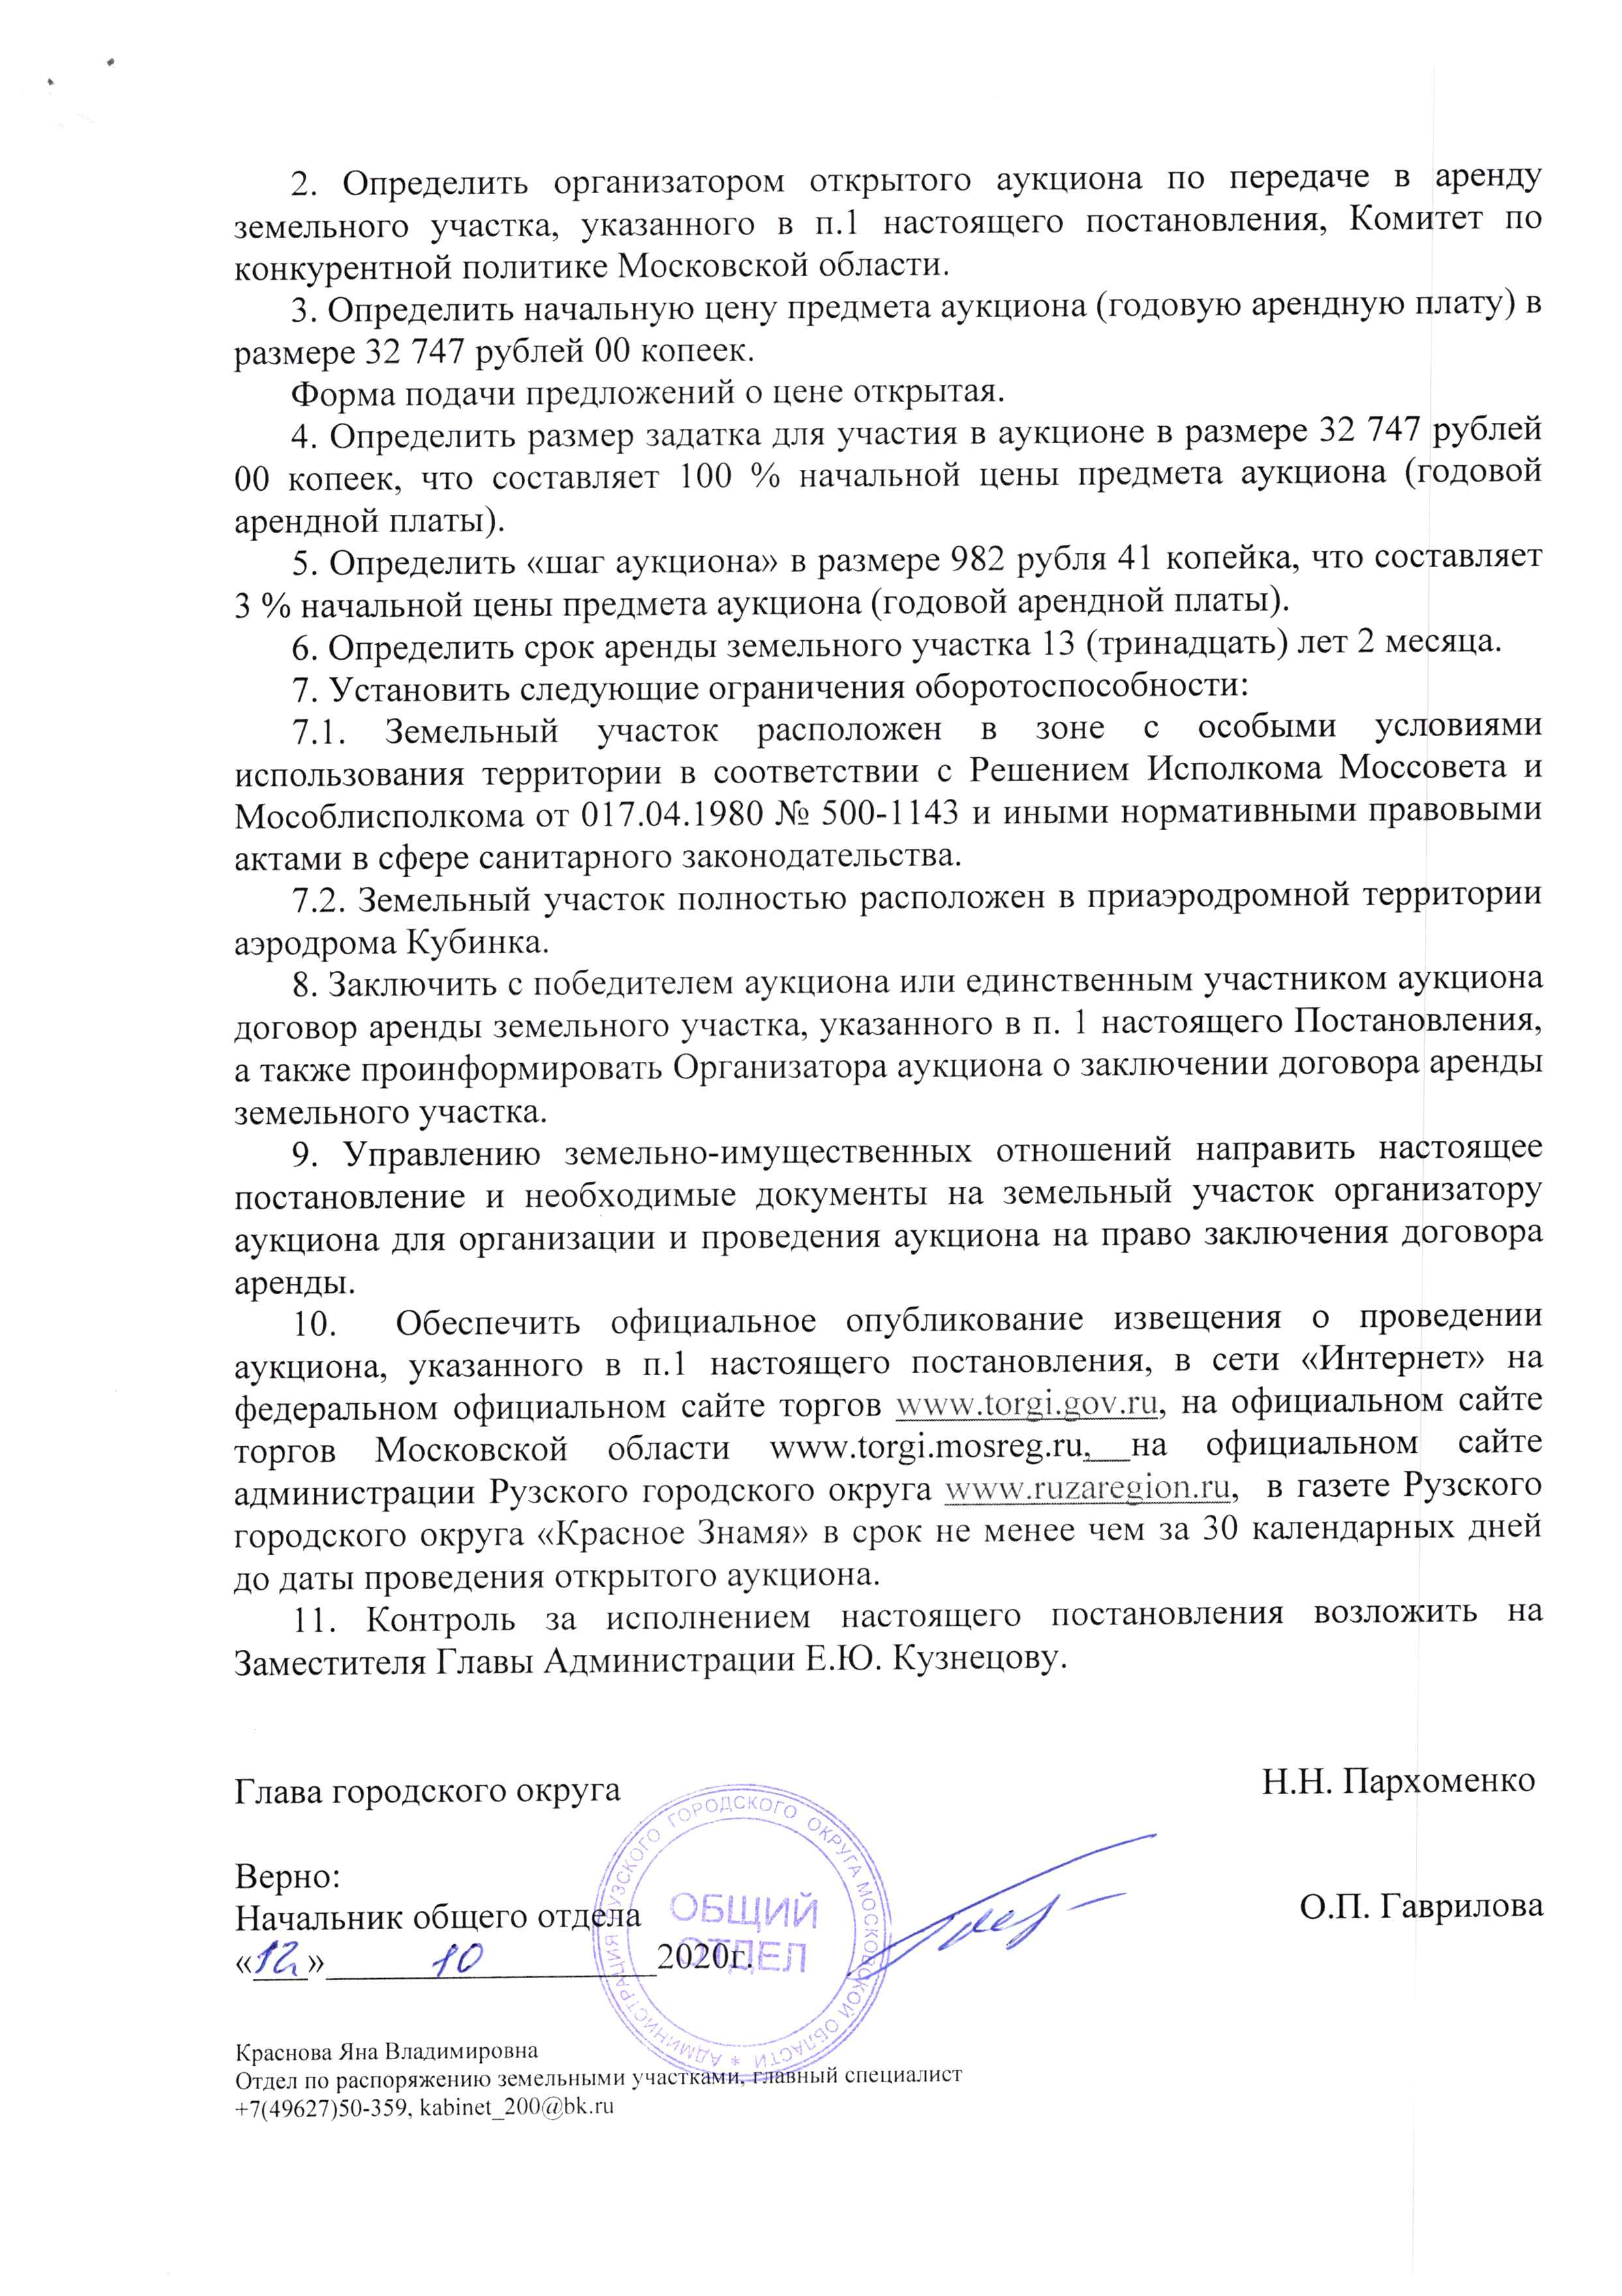 2. Определить организатором открытого аукциона по передаче в аренду
земельного участка, указанного в п.1 настоящего постановления, Комитет по
конкурентной политике Московской области.
3. Определить начальную цену предмета аукциона (годовую арендную плату) в
размере 32 747 рублей 00 копеек.
Форма подачи предложений о цене открытая.
4. Определить размер задатка для участия в аукционе в размере 32 747 рублей
00 копеек, что составляет 100 % начальной цены предмета аукциона (годовой
арендной платы).
5. Определить «шаг аукциона» в размере 982 рубля 41 копейка, что составляет
3 % начальной цены предмета аукциона (годовой арендной платы).
6. Определить срок аренды земельного участка 13 (тринадцать) лет 2 месяца.
7. Установить следующие ограничения оборотоспособности:
7.1. Земельный участок расположен в зоне с особыми условиями
использования территории в соответствии с Решением Исполкома Моссовета и
Мособлисполкома от 017.04.1980 № 500-1143 и иными нормативными правовыми
актами в сфере санитарного законодательства.
7.2. Земельный участок полностью расположен в приаэродромной территории
аэродрома Кубинка.
8. Заключить с победителем аукциона или единственным участником аукциона
договор аренды земельного участка, указанного в п. 1 настоящего Постановления,
а также проинформировать Организатора аукциона о заключении договора аренды
земельного участка.
9. Управлению земельно-имущественных отношений направить настоящее
постановление и необходимые документы на земельный участок организатору
аукциона для организации и проведения аукциона на право заключения договора
аренды.
10. Обеспечить официальное опубликование извещения о проведении
аукциона, указанного в п.1 настоящего постановления, в сети «Интернет» на
федеральном официальном сайте торгов www.torgi.gov.ru, на официальном сайте
торгов Московской области www.torgi.mosreg.ru, на официальном сайте
администрации Рузского городского округа www.ruzaregion.ru, в газете Рузского
городского округа «Красное Знамя» в срок не менее чем за 30 календарных дней
до даты проведения открытого аукциона.
11. Контроль за исполнением настоящего постановления возложить на
Заместителя Главы Администрации Е.Ю. Кузнецову.
Глава городского округа Н.Н. Пархоменко
Верно:
Начальник общего отдела О.П. Гаврилова
«12» 10 2020г.
АДМИНИСТРАЦИЯ РУЗСКОГО ГОРОДСКОГО ОКРУГА МОСКОВСКОЙ ОБЛАСТИ *
ОБЩИЙ
ОТДЕЛ
Краснова Яна Владимировна
Отдел по распоряжению земельными участками, главный специалист
+7(49627)50-359, kabinet_200@bk.ru